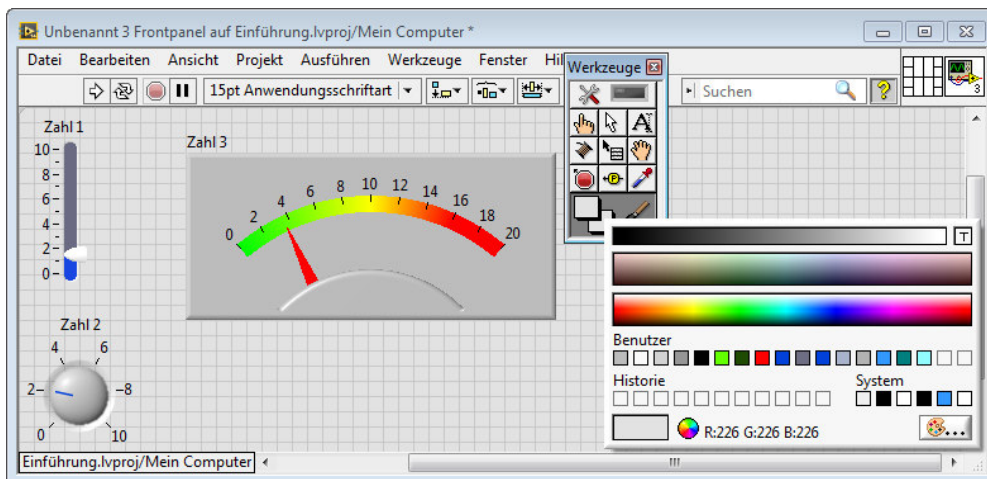 Unbenannt 3 Frontpanel auf Einführung.lvproj/Mein Computer *
Datei Bearbeiten Ansicht Projekt Ausführen Werkzeuge Fenster
15pt Anwendungsschriftart
Suchen
?
3
Werkzeuge
A
P
Zahl 1
10
8
6
4
2
0
Zahl 3
0 2 4 6 8 10 12 14 16 18 20
Zahl 2
4 6
2 8
0 10
T
Benutzer
Historie System
R:226 G:226 B:226
...
Einführung.lvproj/Mein Computer